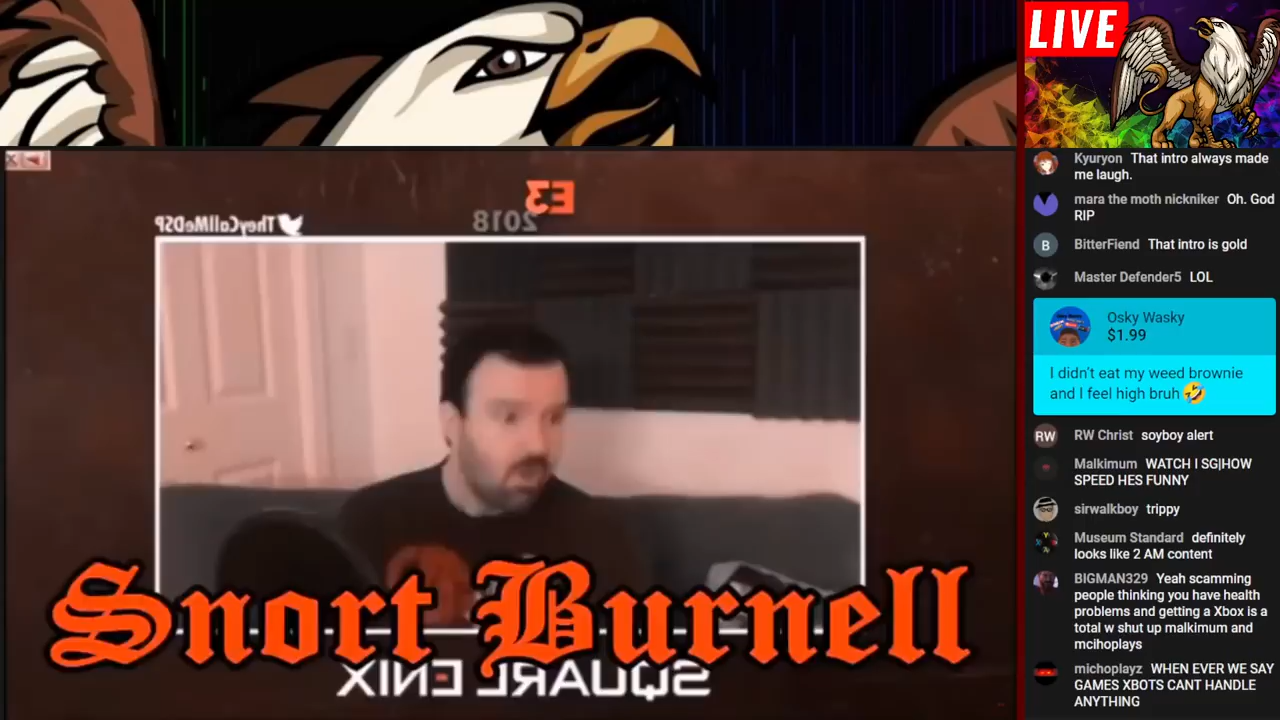 LIVE
E3
2018
TheyCallMeDSP
Snort Burnell
SQUARE ENIX
Kyuryon That intro always made
me laugh.
mara the moth nickniker Oh. God
RIP
B
BitterFiend That intro is gold
Master Defender5 LOL
Osky Wasky
$1.99
I didn't eat my weed brownie
and I feel high bruh 🤣
RW
RW Christ soyboy alert
Malkimum WATCH I SG|HOW
SPEED HES FUNNY
sirwalkboy trippy
Museum Standard definitely
looks like 2 AM content
BIGMAN329 Yeah scamming
people thinking you have health
problems and getting a Xbox is a
total w shut up malkimum and
mcihoplays
michoplayz WHEN EVER WE SAY
GAMES XBOTS CANT HANDLE
ANYTHING